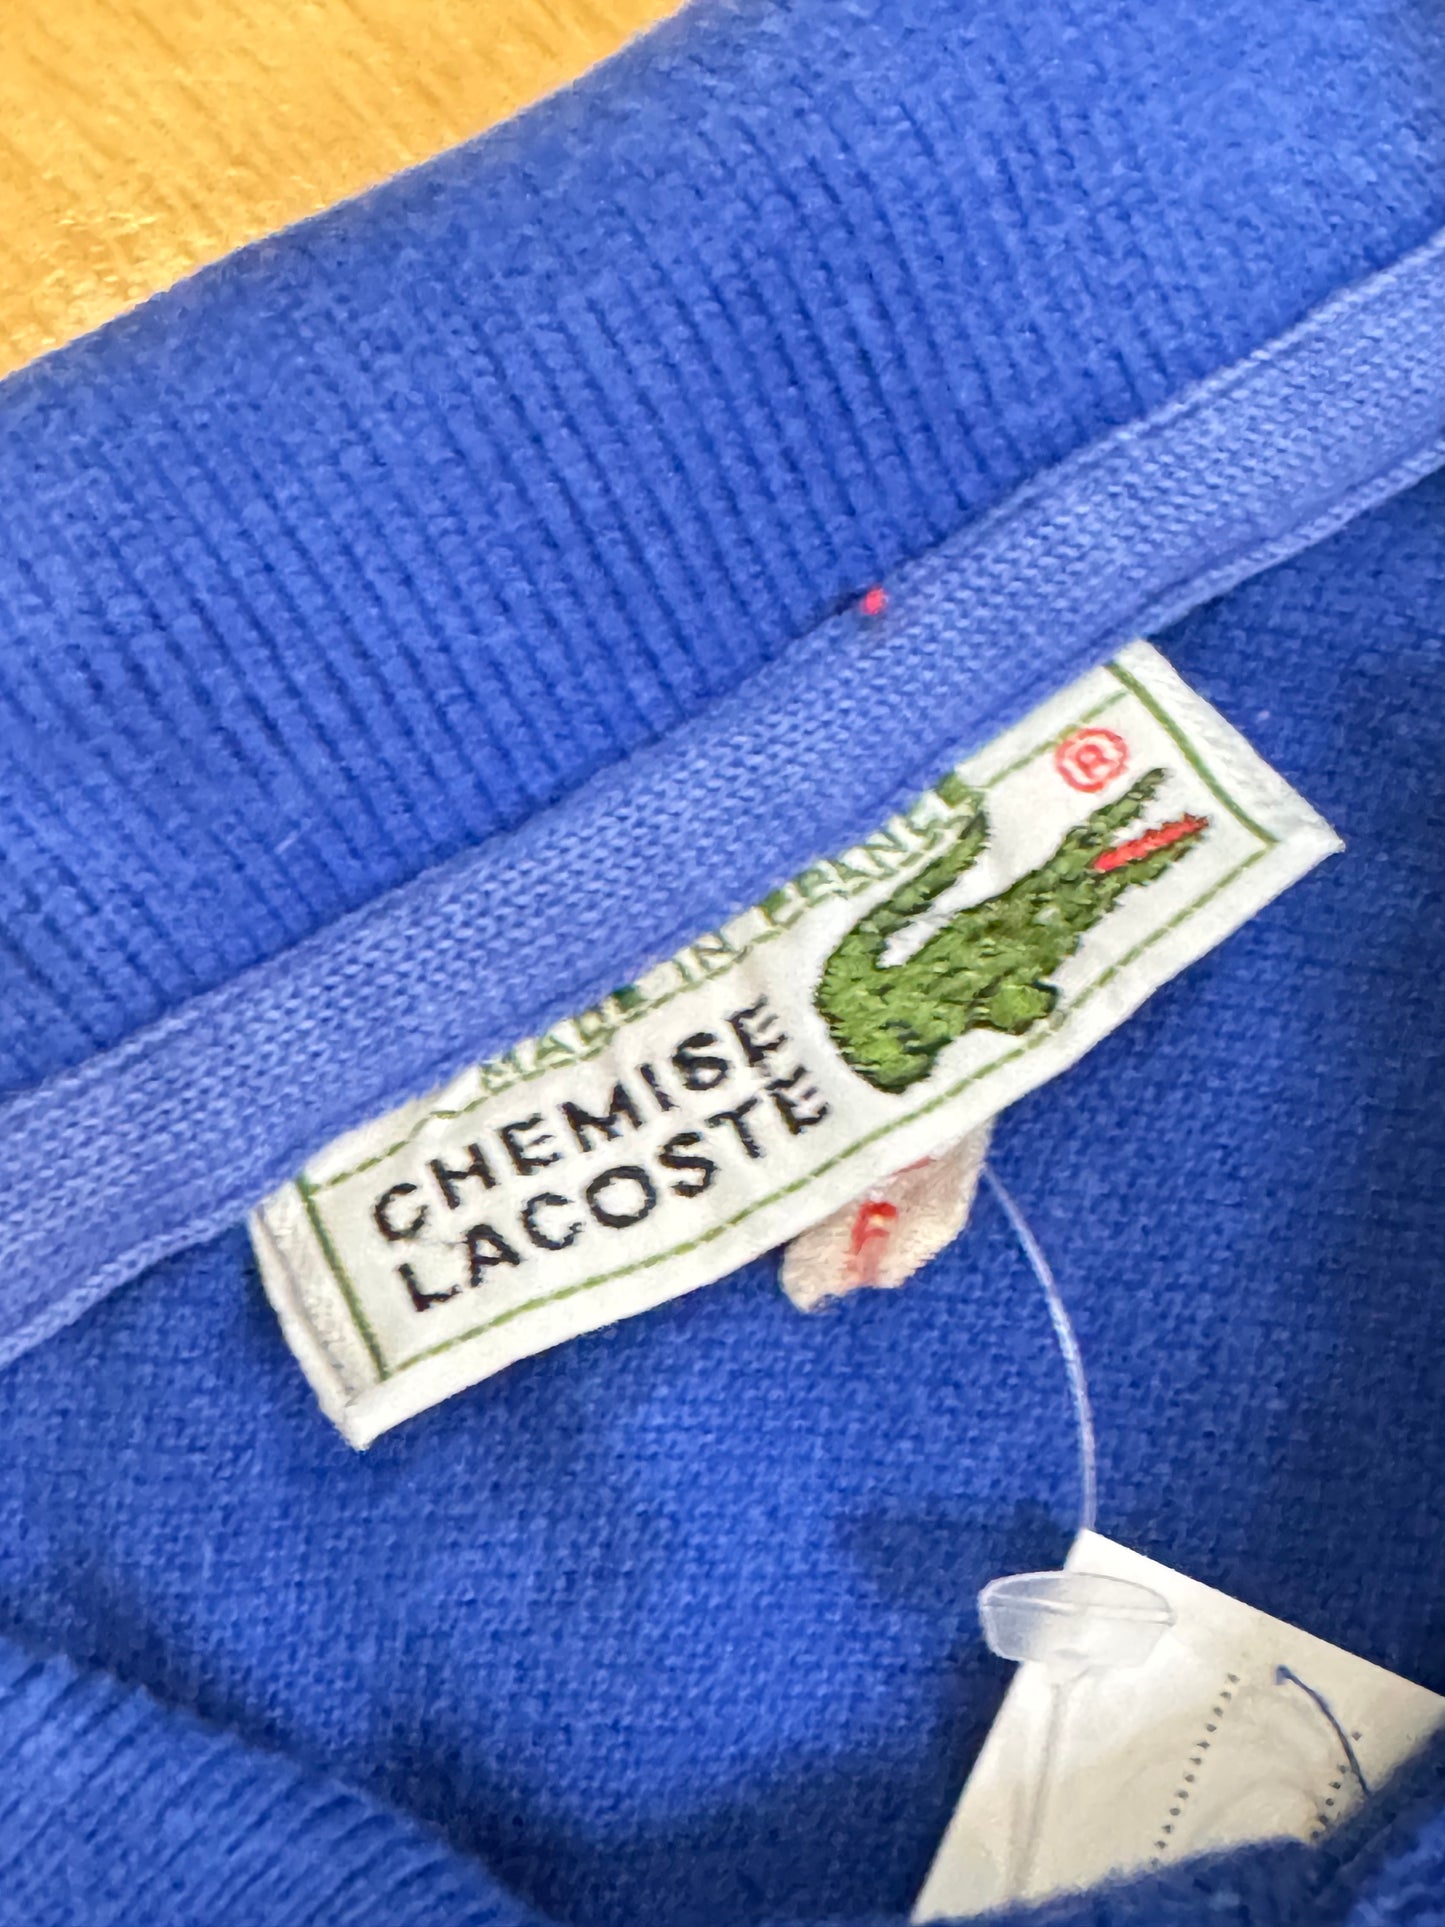 MADE IN FRANCE
®
CHEMISE
LACOSTE